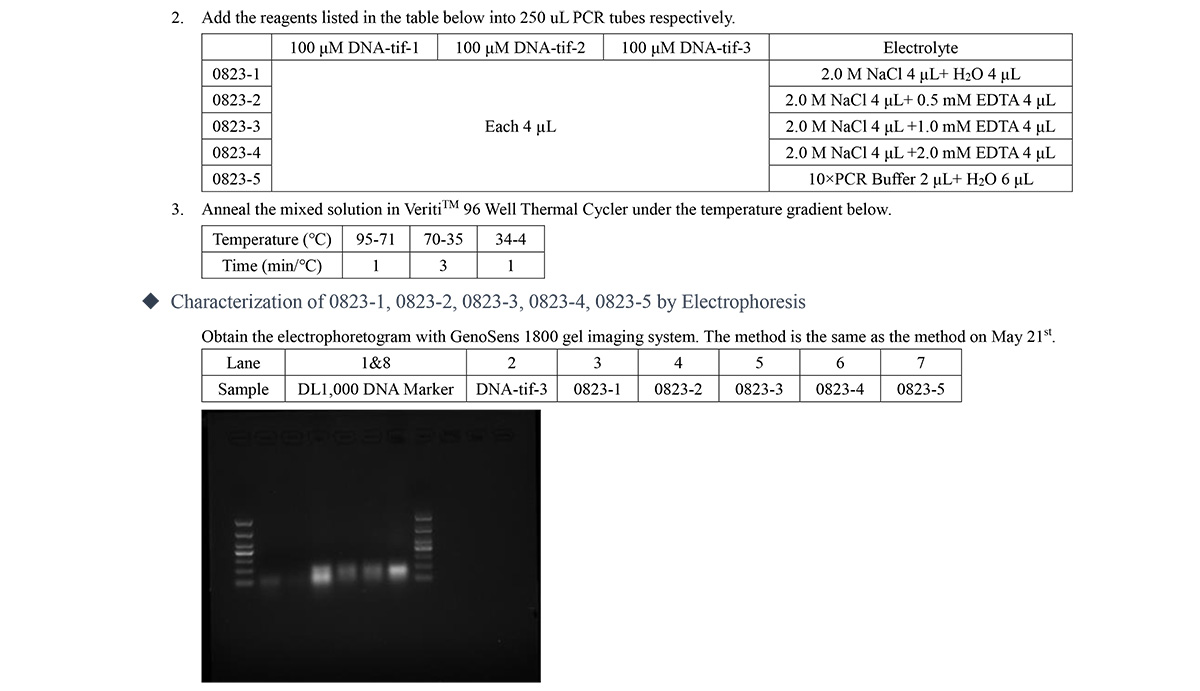 2. Add the reagents listed in the table below into 250 uL PCR tubes respectively.
100 μM DNA-tif-1 100 μM DNA-tif-2 100 μM DNA-tif-3 Electrolyte
0823-1 2.0 M NaCl 4 μL+ H₂O 4 μL
0823-2 2.0 M NaCl 4 μL+ 0.5 mM EDTA 4 μL
0823-3 Each 4 μL 2.0 M NaCl 4 μL +1.0 mM EDTA 4 μL
0823-4 2.0 M NaCl 4 μL +2.0 mM EDTA 4 μL
0823-5 10×PCR Buffer 2 μL+ H₂O 6 μL
3. Anneal the mixed solution in Veriti™ 96 Well Thermal Cycler under the temperature gradient below.
Temperature (℃) 95-71 70-35 34-4
Time (min/℃) 1 3 1
◆ Characterization of 0823-1, 0823-2, 0823-3, 0823-4, 0823-5 by Electrophoresis
Obtain the electrophoretogram with GenoSens 1800 gel imaging system. The method is the same as the method on May 21st.
Lane 1&8 2 3 4 5 6 7
Sample DL1,000 DNA Marker DNA-tif-3 0823-1 0823-2 0823-3 0823-4 0823-5